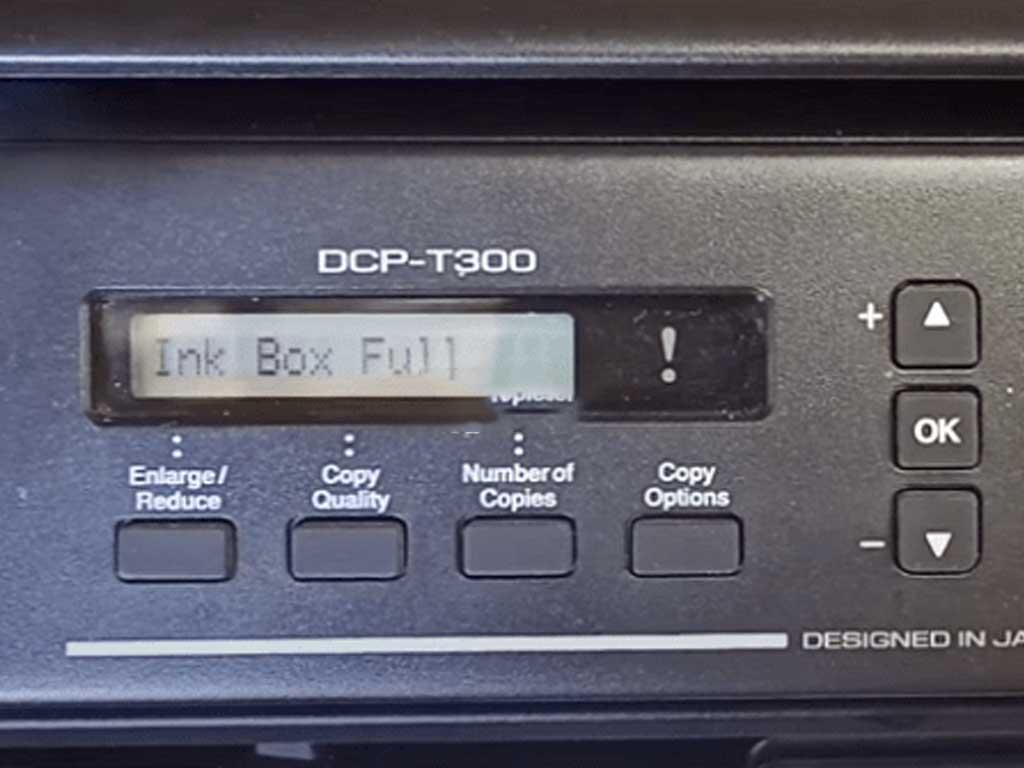 DCP-T300
Ink Box Full
!
+
OK
Enlarge/
Reduce
Copy
Quality
Number of
Copies
Copy
Options
−
DESIGNED IN JA